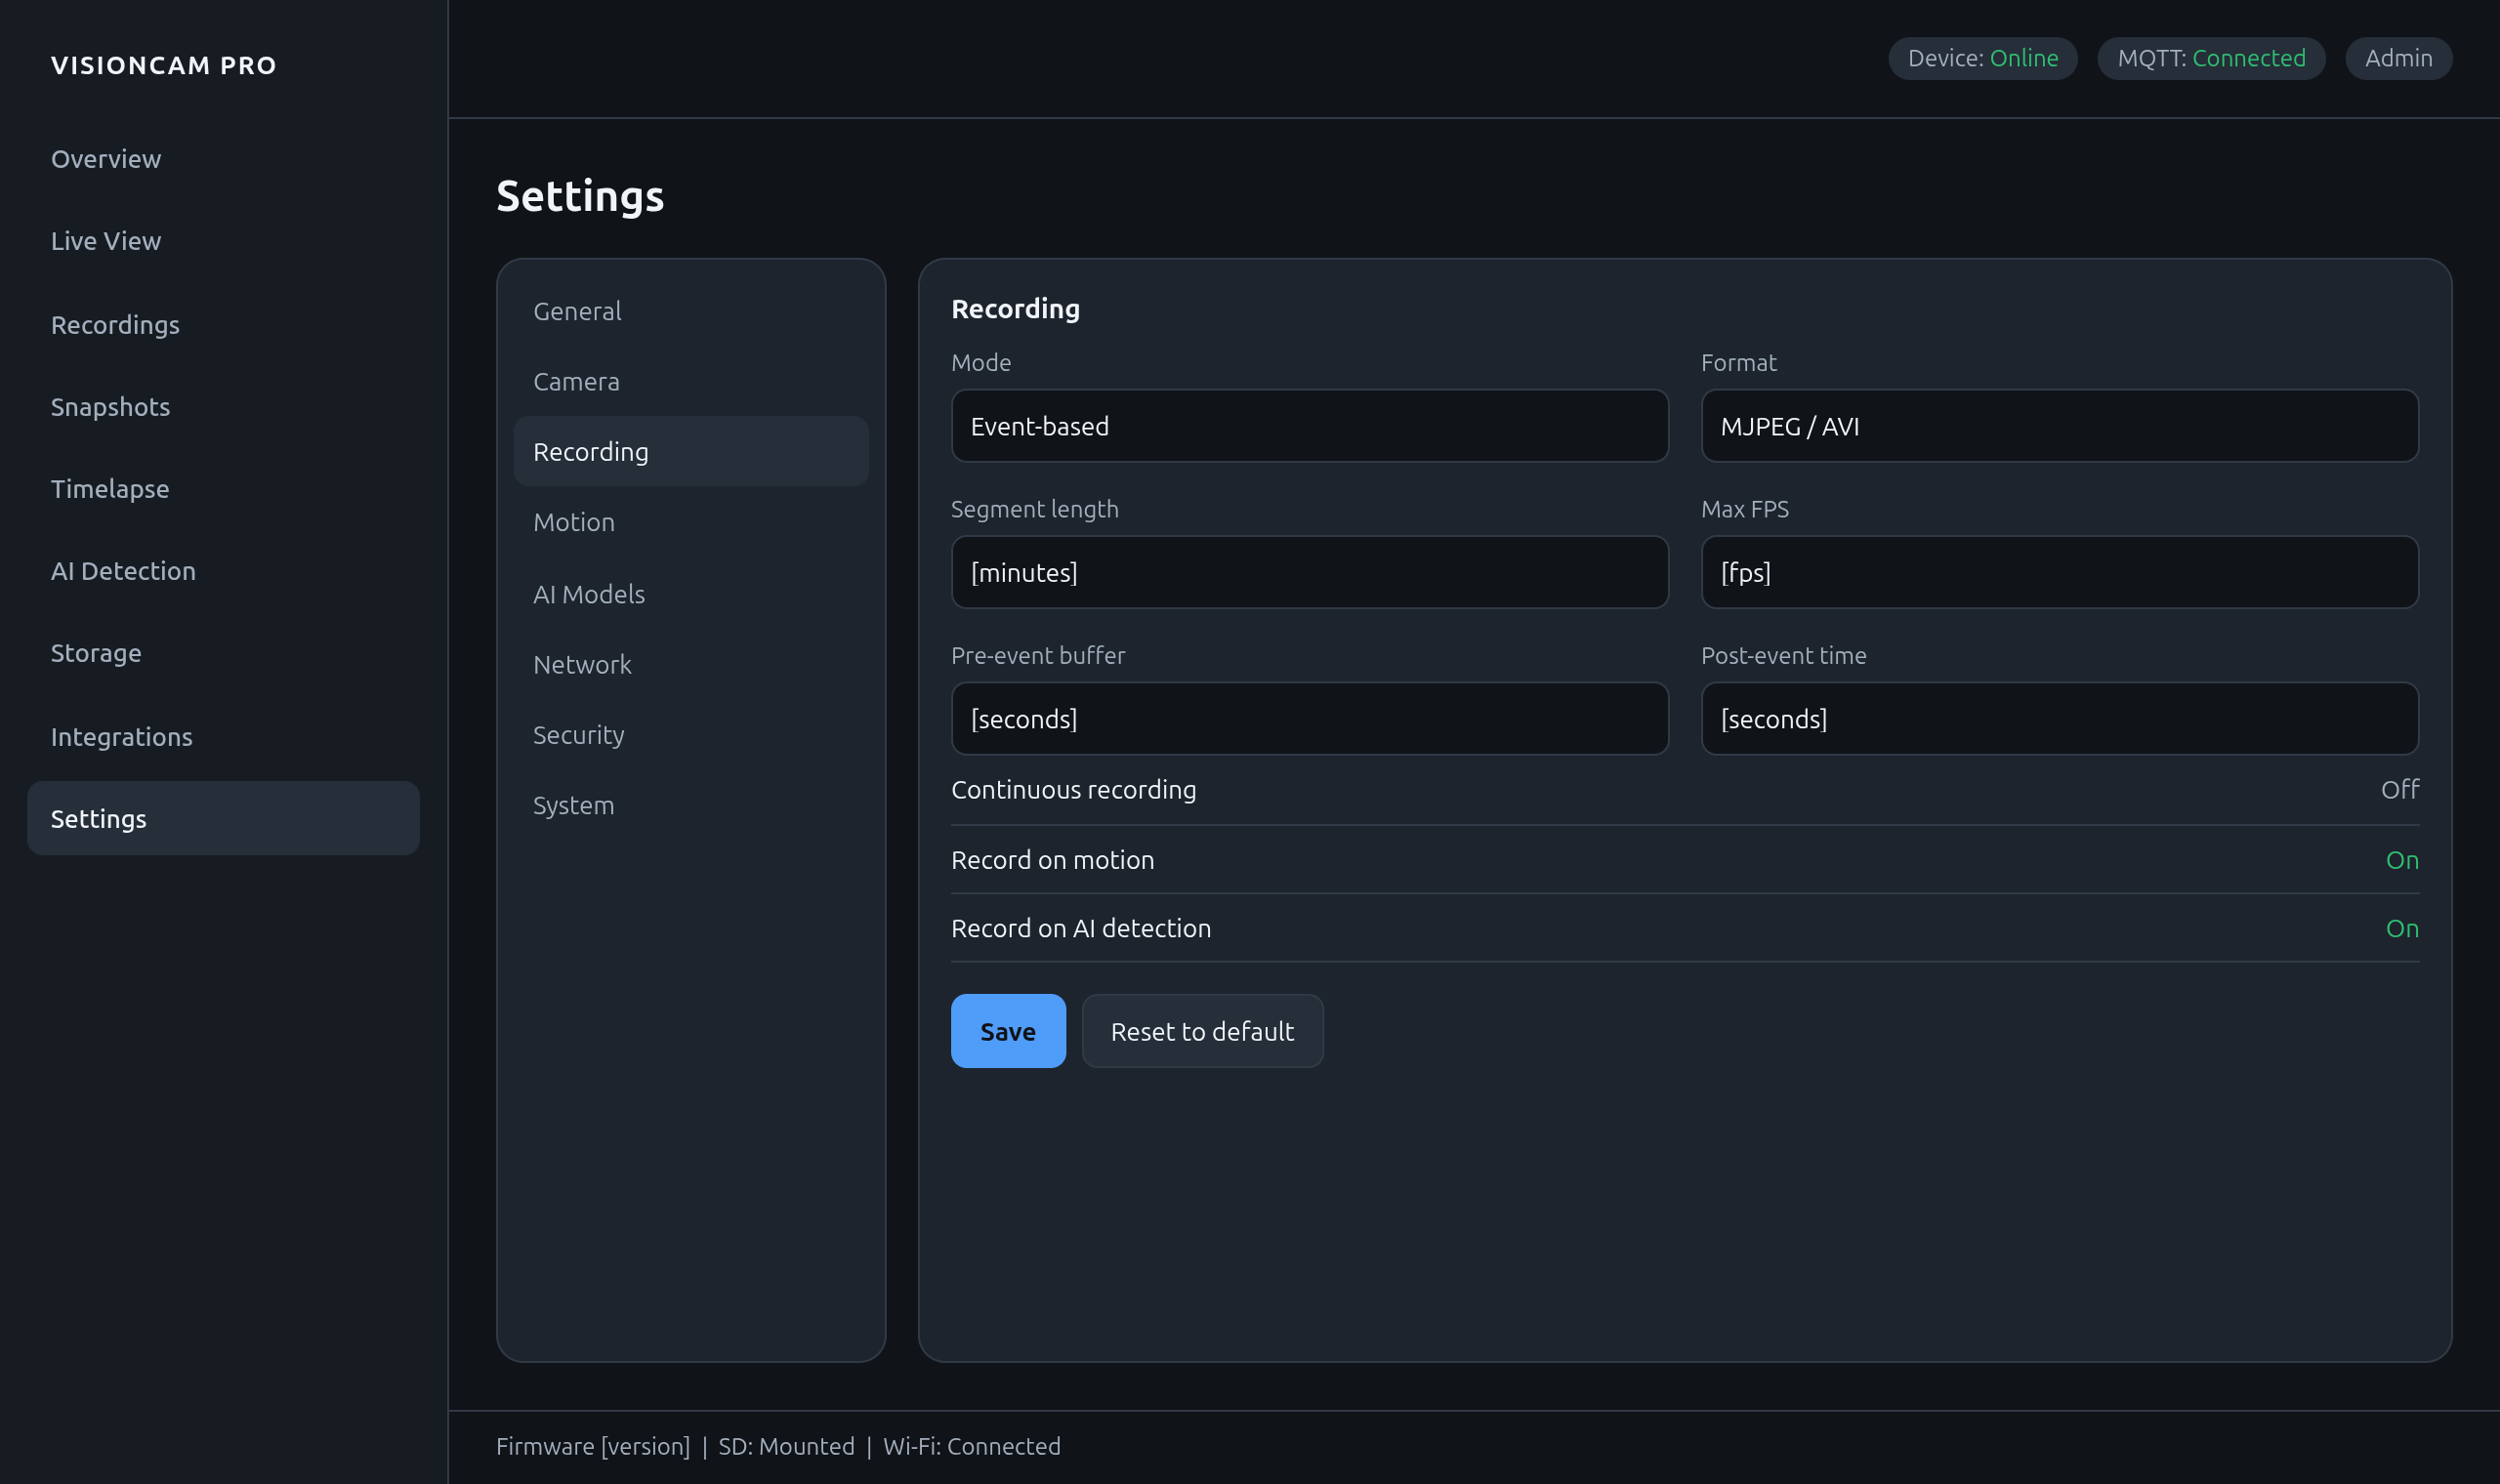 VISIONCAM PRO
Overview
Live View
Recordings
Snapshots
Timelapse
AI Detection
Storage
Integrations
Settings
Device: Online
MQTT: Connected
Admin
Settings
General
Camera
Recording
Motion
AI Models
Network
Security
System
Recording
Mode
Event-based
Format
MJPEG / AVI
Segment length
[minutes]
Max FPS
[fps]
Pre-event buffer
[seconds]
Post-event time
[seconds]
Continuous recording Off
Record on motion On
Record on AI detection On
Save
Reset to default
Firmware [version] | SD: Mounted | Wi-Fi: Connected